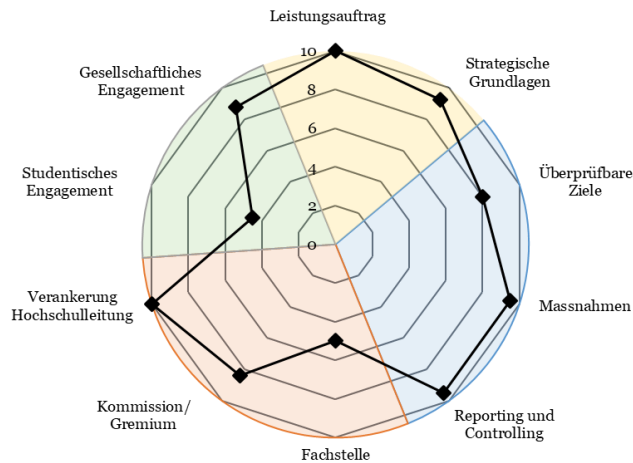 Leistungsauftrag
Strategische
Grundlagen
Überprüfbare
Ziele
Massnahmen
Reporting und
Controlling
Fachstelle
Kommission/
Gremium
Verankerung
Hochschulleitung
Studentisches
Engagement
Gesellschaftliches
Engagement
10
8
6
4
2
0